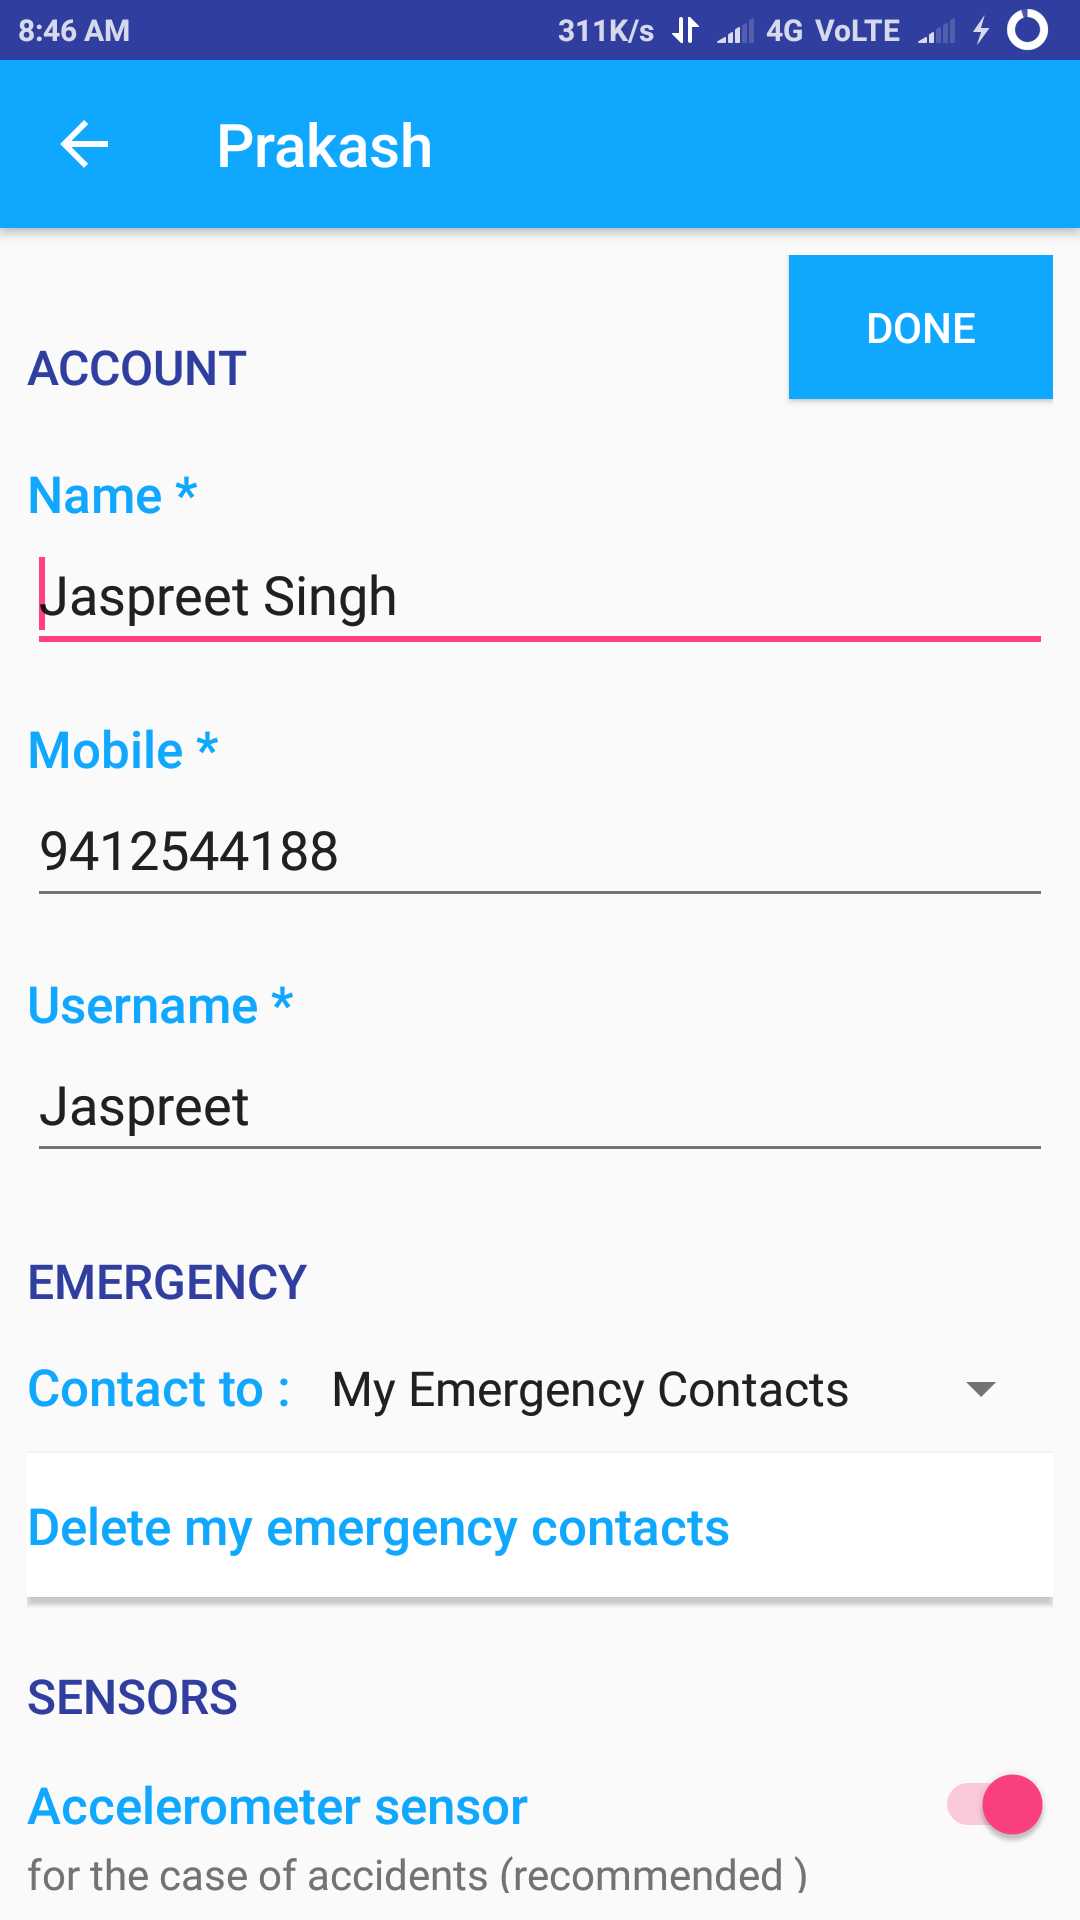 8:46 AM 311K/s 4G VoLTE
Prakash
DONE
ACCOUNT
Name *
Jaspreet Singh
Mobile *
9412544188
Username *
Jaspreet
EMERGENCY
Contact to : My Emergency Contacts
Delete my emergency contacts
SENSORS
Accelerometer sensor
for the case of accidents (recommended )